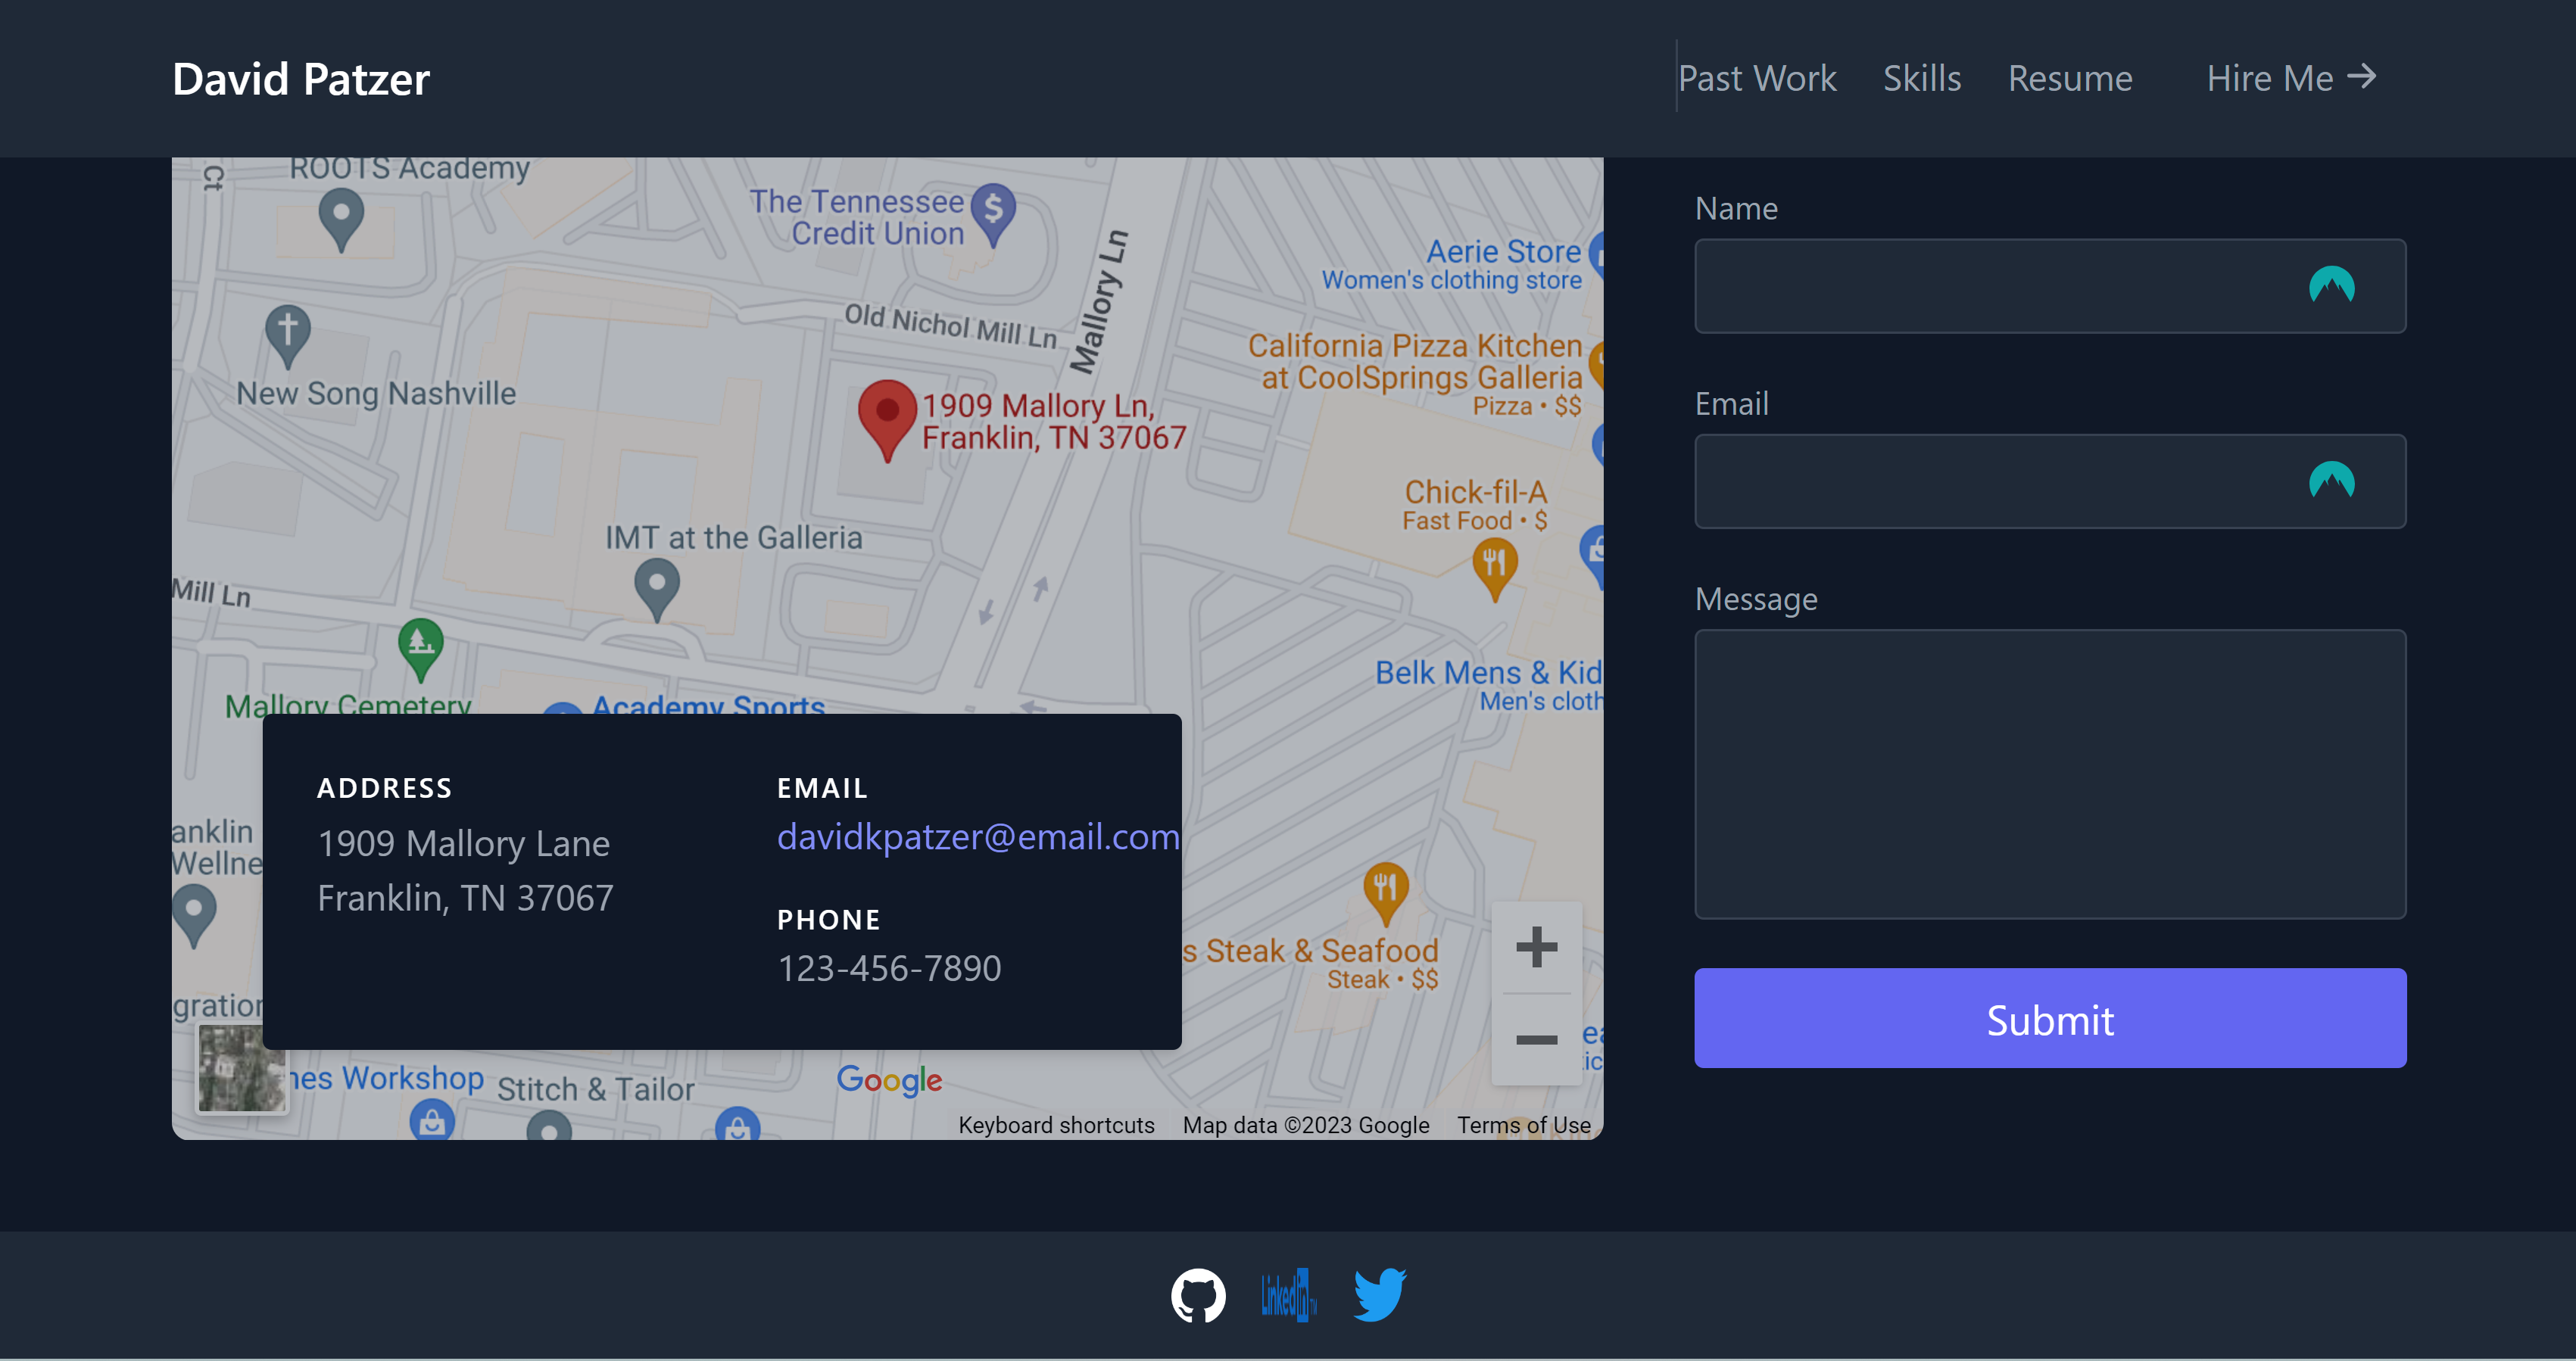 David Patzer
Past Work
Skills
Resume
Hire Me
Ct
ROOTS Academy
The Tennessee
Credit Union
Mallory Ln
Aerie Store
Women's clothing store
Old Nichol Mill Ln
California Pizza Kitchen
at CoolSprings Galleria
Pizza • $$
New Song Nashville
1909 Mallory Ln,
Franklin, TN 37067
Chick-fil-A
Fast Food • $
IMT at the Galleria
Mill Ln
Belk Mens & Kid
Men's cloth
Mallory Cemetery
Academy Sports
ADDRESS
1909 Mallory Lane
Franklin, TN 37067
EMAIL
davidkpatzer@email.com
PHONE
123-456-7890
anklin
Wellne
s Steak & Seafood
Steak • $$
gration
nes Workshop
Stitch & Tailor
Google
Keyboard shortcuts
Map data ©2023 Google
Terms of Use
Name
Email
Message
Submit
LinkedIn TM